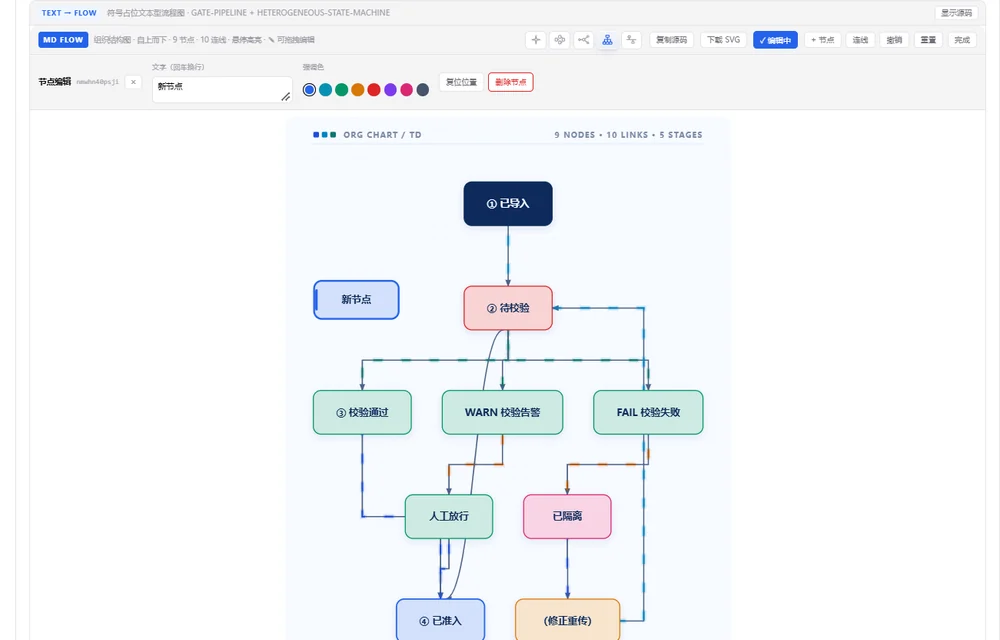 TEXT → FLOW 符号占位文本型流程图 · GATE-PIPELINE + HETEROGENEOUS-STATE-MACHINE 显示源码
MD FLOW 组织结构图 · 自上而下 · 9 节点 · 10 连线 · 悬停高亮 · ✎ 可拖拽编辑 复制源码 下载 SVG ✓ 编辑中 + 节点 连线 撤销 重置 完成
文字（回车换行） 强调色
节点编辑 × 新节点 复位位置 删除节点
ORG CHART / TD 9 NODES • 10 LINKS • 5 STAGES
① 已导入
新节点
② 待校验
③ 校验通过 WARN 校验告警 FAIL 校验失败
人工放行 已隔离
④ 已准入 (修正重传)